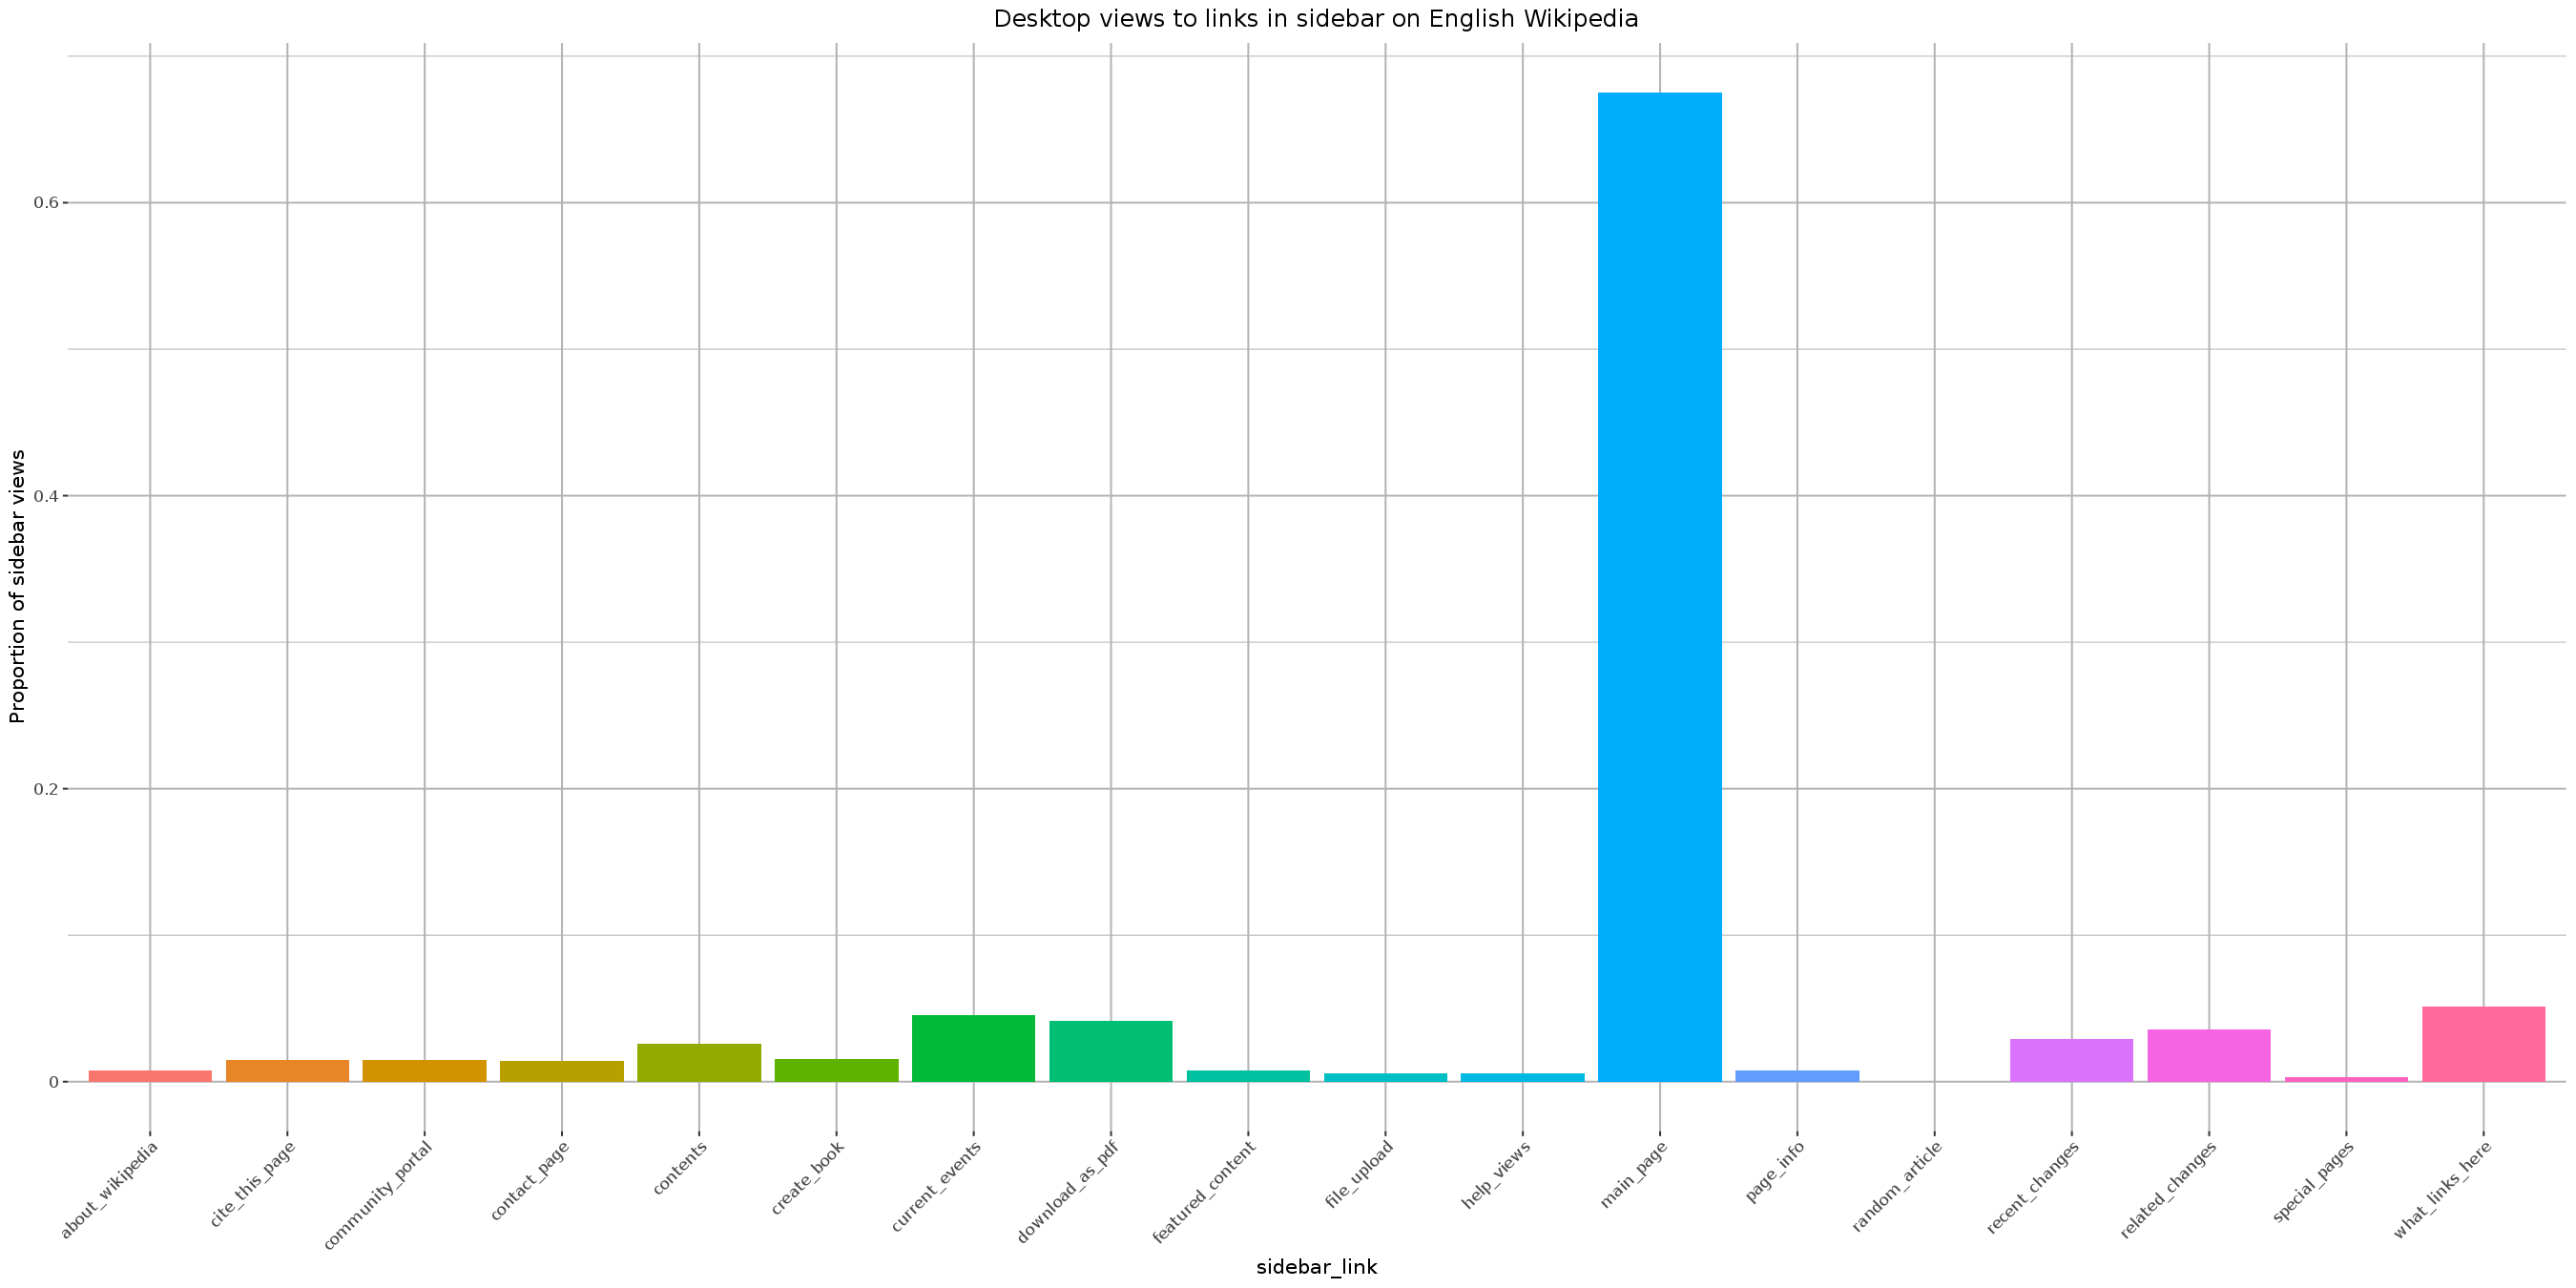 Desktop views to links in sidebar on English Wikipedia
Proportion of sidebar views
0.6
0.4
0.2
0
about_wikipedia
cite_this_page
community_portal
contact_page
contents
create_book
current_events
download_as_pdf
featured_content
file_upload
help_views
main_page
page_info
random_article
recent_changes
related_changes
special_pages
what_links_here
sidebar_link